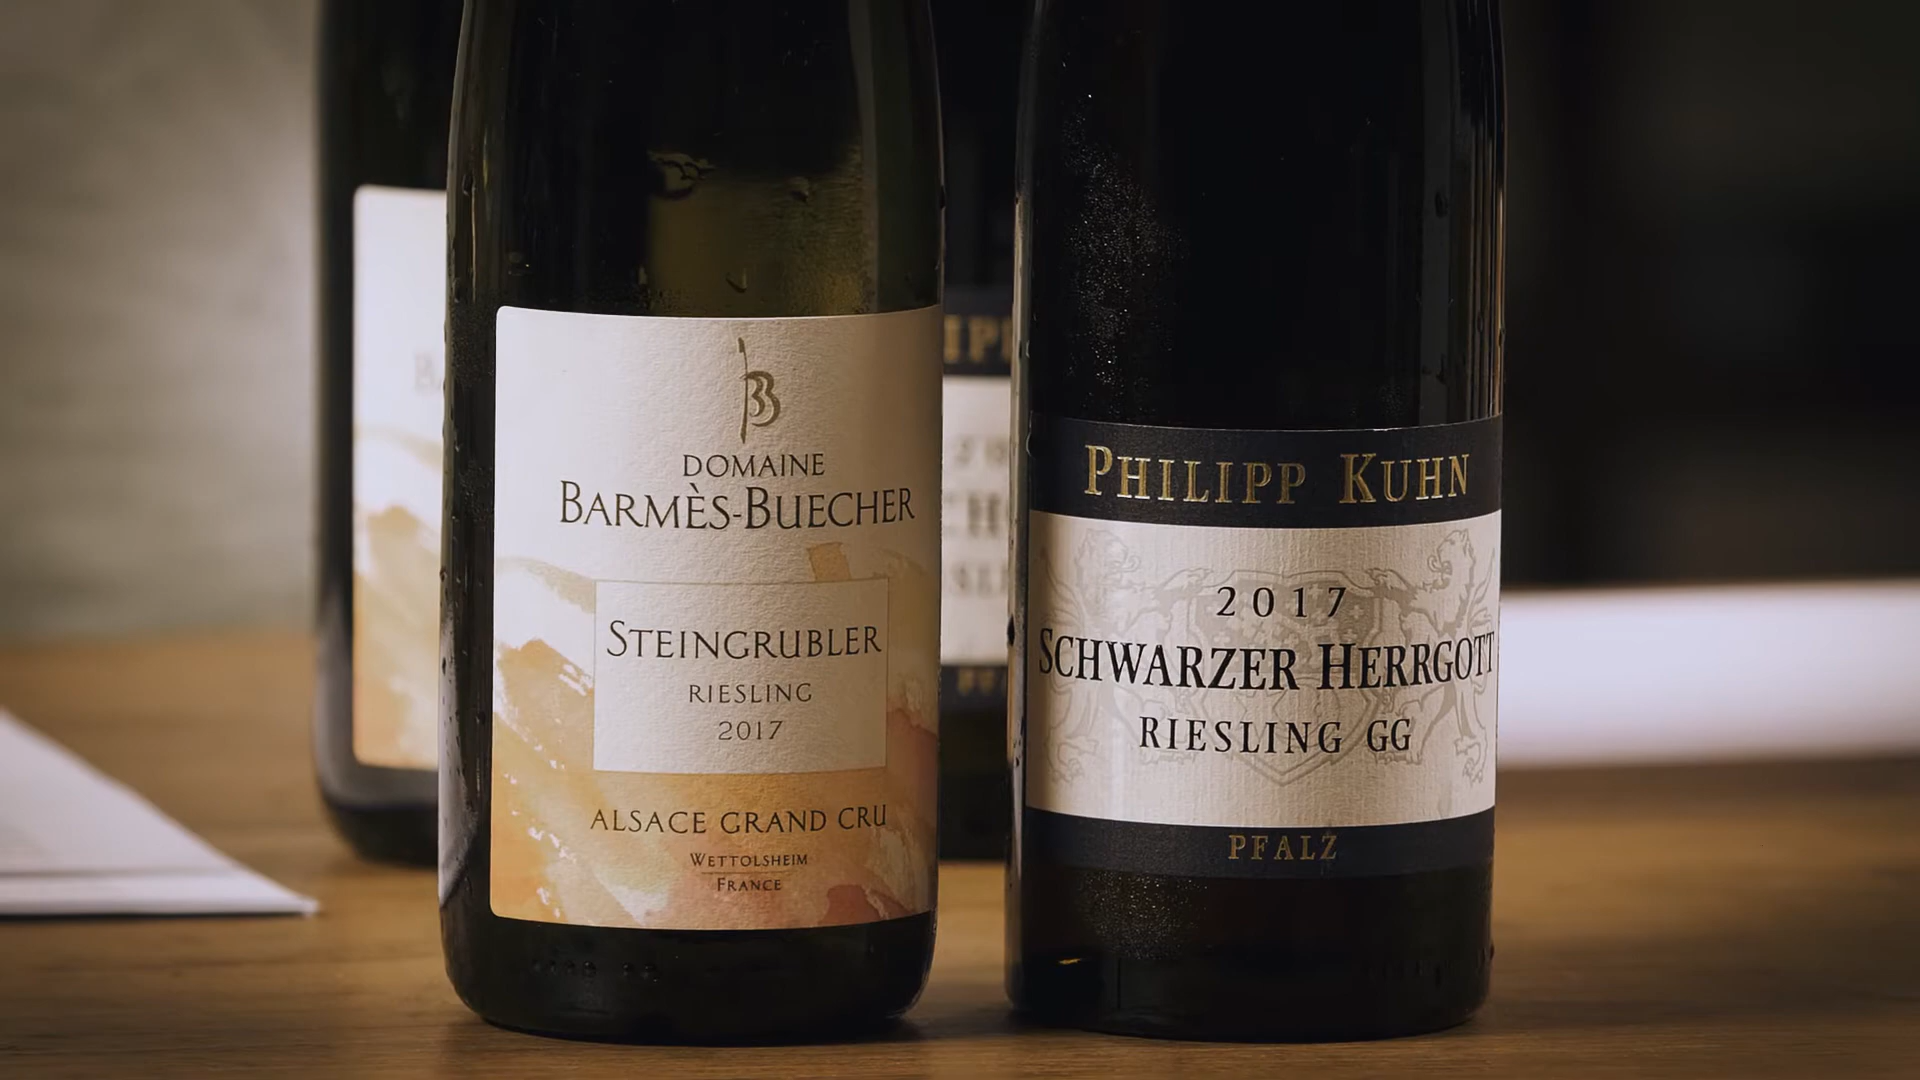 DOMAINE
BARMÈS-BUECHER
STEINGRUBLER
RIESLING
2017
ALSACE GRAND CRU
WETTOLSHEIM
FRANCE
PHILIPP KUHN
2017
SCHWARZER HERRGOTT
RIESLING GG
PFALZ